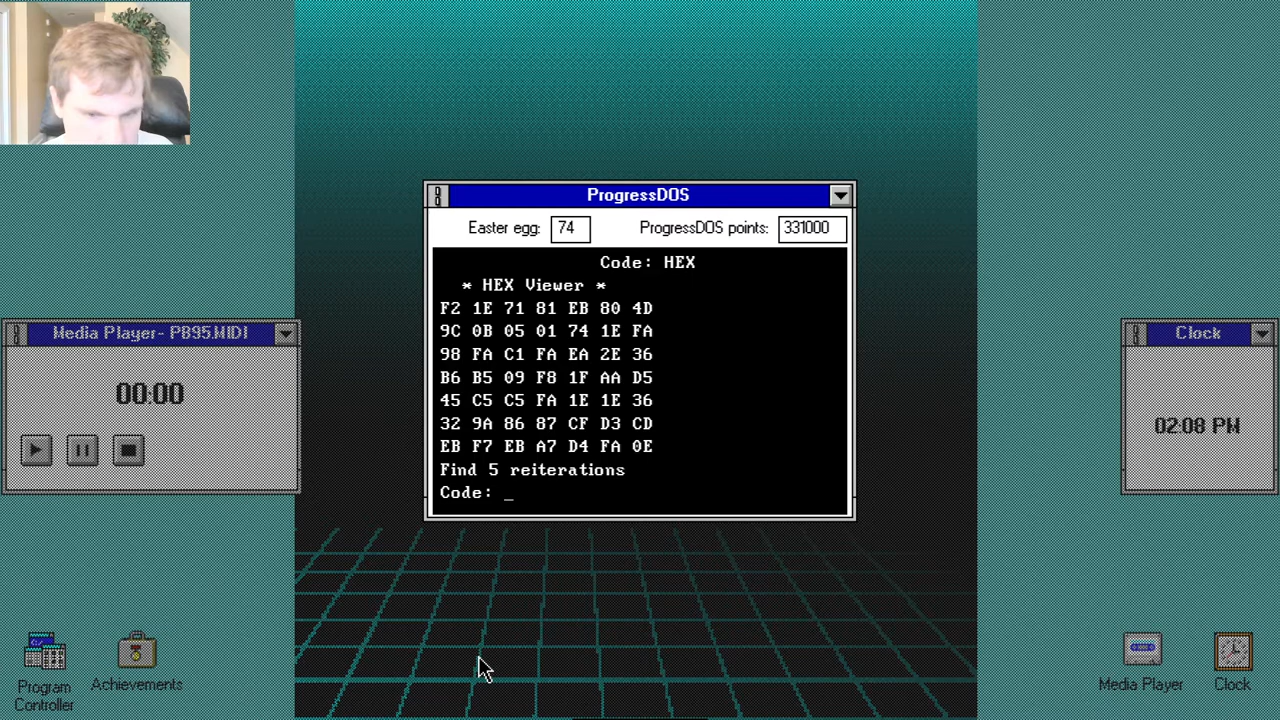 ProgressDOS
Easter egg: 74 ProgressDOS points: 331000
Code: HEX
* HEX Viewer *
F2 1E 71 81 EB 80 4D
9C 0B 05 01 74 1E FA
98 FA C1 FA EA 2E 36
B6 B5 09 F8 1F AA D5
45 C5 C5 FA 1E 1E 36
32 9A 86 87 CF D3 CD
EB F7 EB A7 D4 FA 0E
Find 5 reiterations
Code: _
Media Player- PB95.MIDI
00:00
Clock
02:08 PM
Program
Controller
Achievements
Media Player
Clock